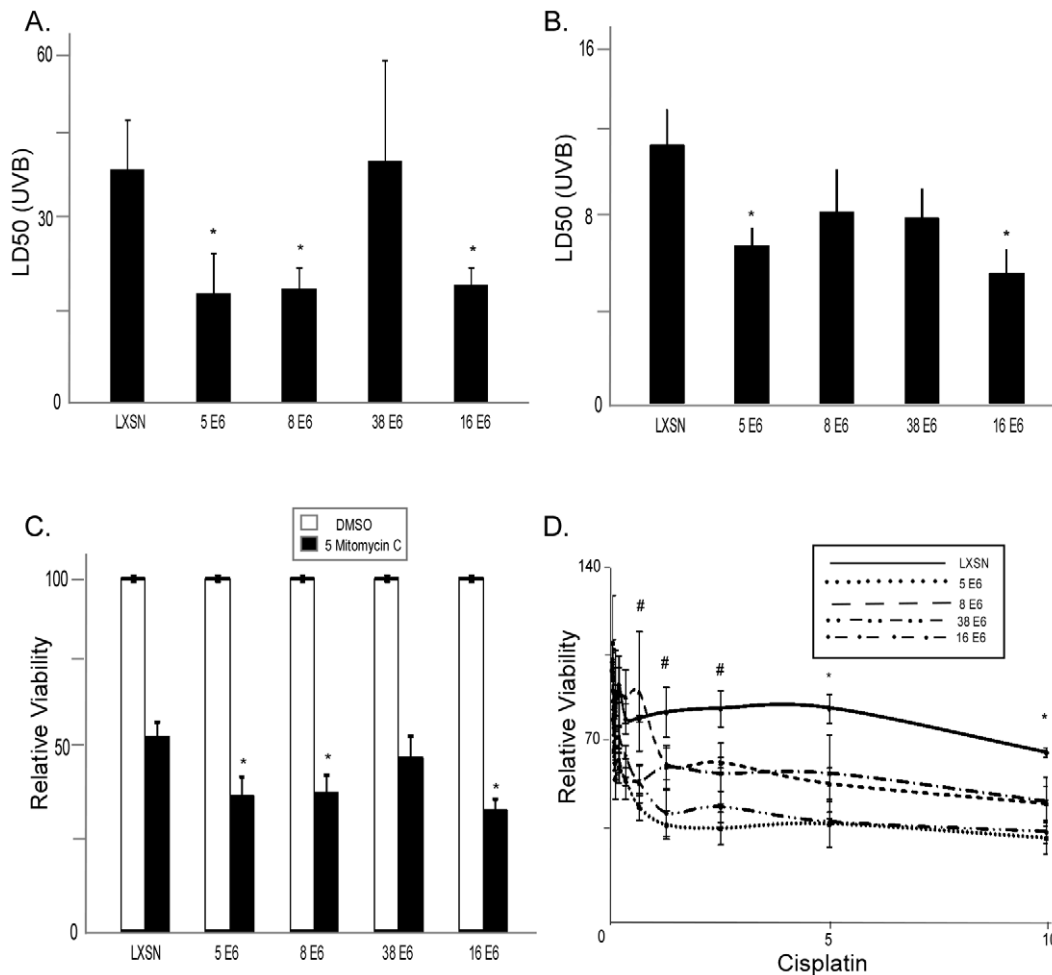 A.
60
30
0
LD50 (UVB)
*
*
*
LXSN
5 E6
8 E6
38 E6
16 E6
B.
16
8
0
LD50 (UVB)
*
*
LXSN
5 E6
8 E6
38 E6
16 E6
C.
DMSO
5 Mitomycin C
100
50
0
Relative Viability
*
*
*
LXSN
5 E6
8 E6
38 E6
16 E6
D.
LXSN
5 E6
8 E6
38 E6
16 E6
140
70
0
Relative Viability
#
#
#
*
*
5
10
Cisplatin